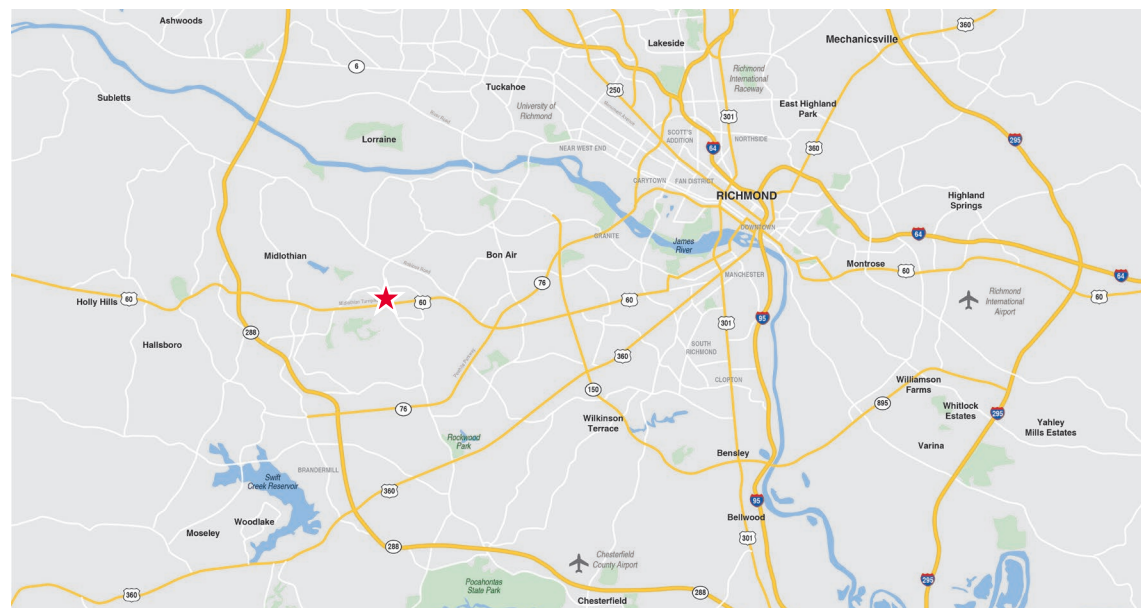 Ashwoods
360
Mechanicsville
Lakeside
6
Richmond
International
Raceway
Tuckahoe
250
Subletts
University of
Richmond
East Highland
Park
301
SCOTT'S
ADDITION
NORTHSIDE
295
Lorraine
64
360
NEAR WEST END
CARYTOWN
FAN DISTRICT
RICHMOND
Highland
Springs
DOWNTOWN
64
GRANITE
James
River
Midlothian
Bon Air
Montrose
60
MANCHESTER
64
76
Holly Hills
60
60
60
60
Richmond
International
Airport
301
95
288
Hallsboro
SOUTH
RICHMOND
360
CLOFTON
Williamson
Farms
150
895
Whitlock
Estates
76
295
Wilkinson
Terrace
Yahley
Mills Estates
Rockwood
Park
Varina
Bensley
BRANDERMILL
Swift
Creek Reservoir
360
95
Woodlake
Bellwood
Moseley
301
288
Chesterfield
County Airport
295
Pocahontas
State Park
288
360
Chesterfield